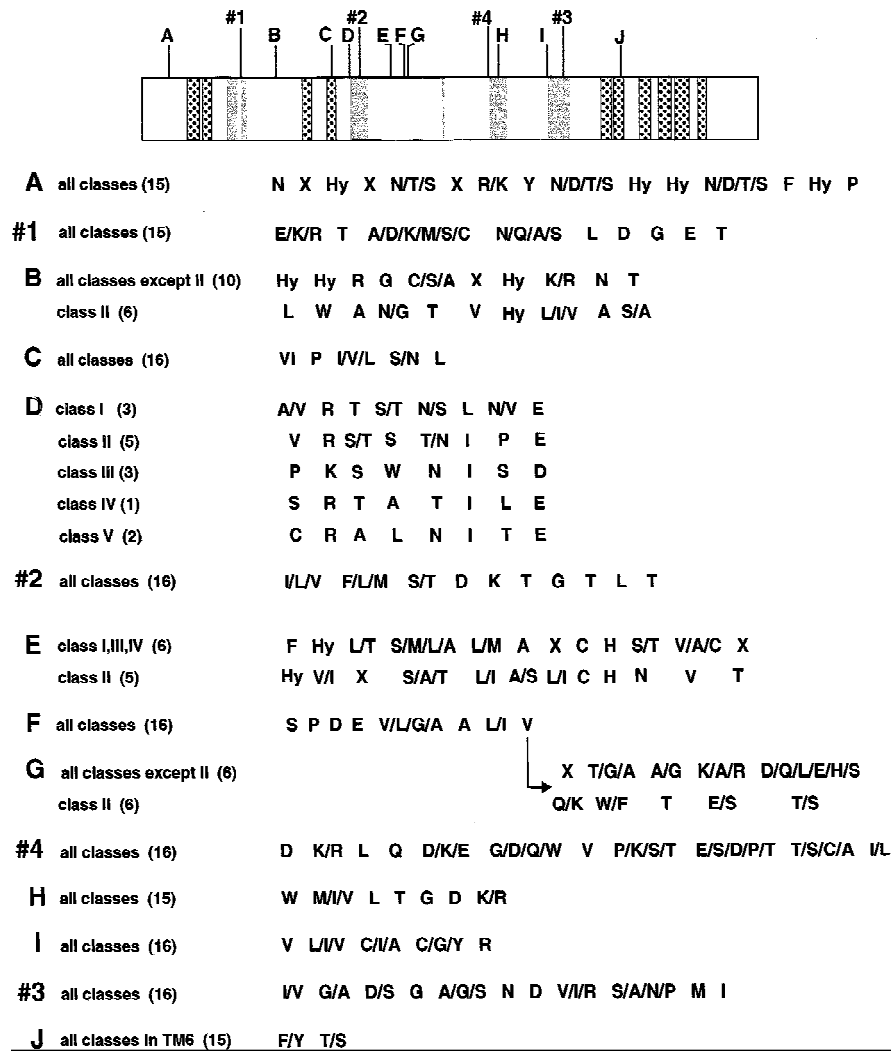 #1 #2 #4 #3
A B C D E F G H I J
A all classes (15) N X Hy X N/T/S X R/K Y N/D/T/S Hy Hy N/D/T/S F Hy P
#1 all classes (15) E/K/R T A/D/K/M/S/C N/Q/A/S L D G E T
B all classes except II (10) Hy Hy R G C/S/A X Hy K/R N T
class II (6) L W A N/G T V Hy L/I/V A S/A
C all classes (16) VI P I/V/L S/N L
D class I (3) A/V R T S/T N/S L N/V E
class II (5) V R S/T S T/N I P E
class III (3) P K S W N I S D
class IV (1) S R T A T I L E
class V (2) C R A L N I T E
#2 all classes (16) I/L/V F/L/M S/T D K T G T L T
E class I,III,IV (6) F Hy L/T S/M/L/A L/M A X C H S/T V/A/C X
class II (5) Hy V/I X S/A/T L/I A/S L/I C H N V T
F all classes (16) S P D E V/L/G/A A L/I V
G all classes except II (6) X T/G/A A/G K/A/R D/Q/L/E/H/S
class II (6) Q/K W/F T E/S T/S
#4 all classes (16) D K/R L Q D/K/E G/D/Q/W V P/K/S/T E/S/D/P/T T/S/C/A I/L
H all classes (15) W M/I/V L T G D K/R
I all classes (16) V L/I/V C/I/A C/G/Y R
#3 all classes (16) I/V G/A D/S G A/G/S N D V/I/R S/A/N/P M I
J all classes in TM6 (15) F/Y T/S